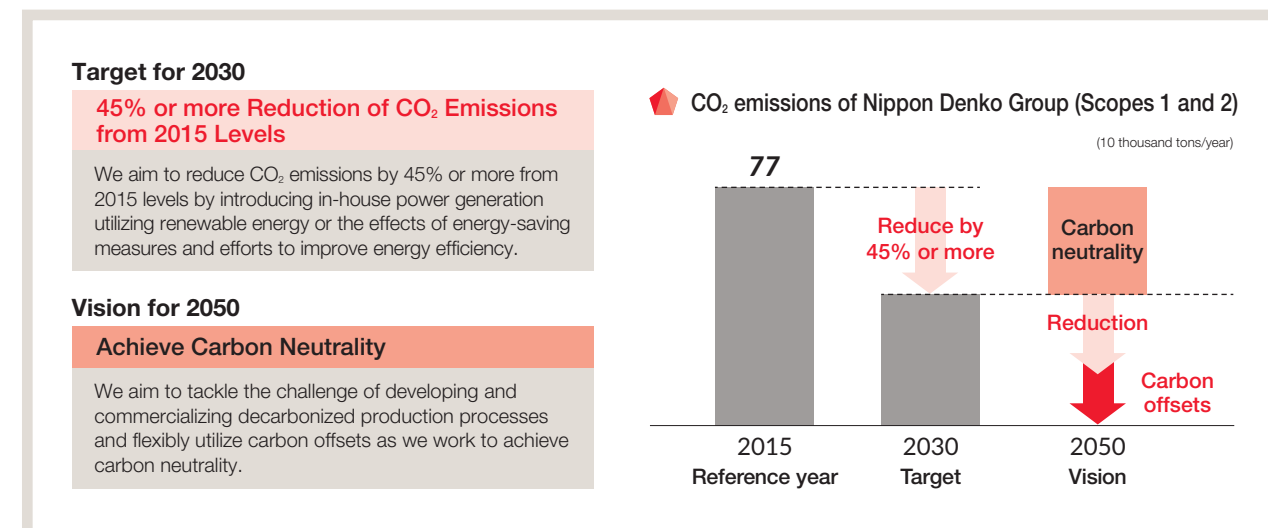 Target for 2030
45% or more Reduction of CO₂ Emissions
from 2015 Levels
We aim to reduce CO₂ emissions by 45% or more from
2015 levels by introducing in-house power generation
utilizing renewable energy or the effects of energy-saving
measures and efforts to improve energy efficiency.
Vision for 2050
Achieve Carbon Neutrality
We aim to tackle the challenge of developing and
commercializing decarbonized production processes
and flexibly utilize carbon offsets as we work to achieve
carbon neutrality.
CO₂ emissions of Nippon Denko Group (Scopes 1 and 2)
(10 thousand tons/year)
77
Reduce by
45% or more
Carbon
neutrality
Reduction
Carbon
offsets
2015
Reference year
2030
Target
2050
Vision